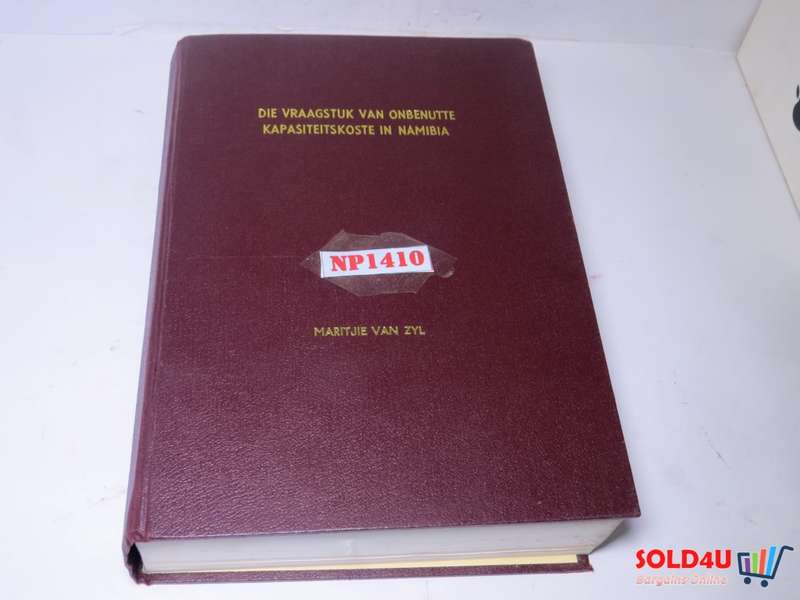 DIE VRAAGSTUK VAN ONBENUTTE
KAPASITEITSKOSTE IN NAMIBIA
NP1410
MARITJIE VAN ZYL
SOLD4U
Bargains Online